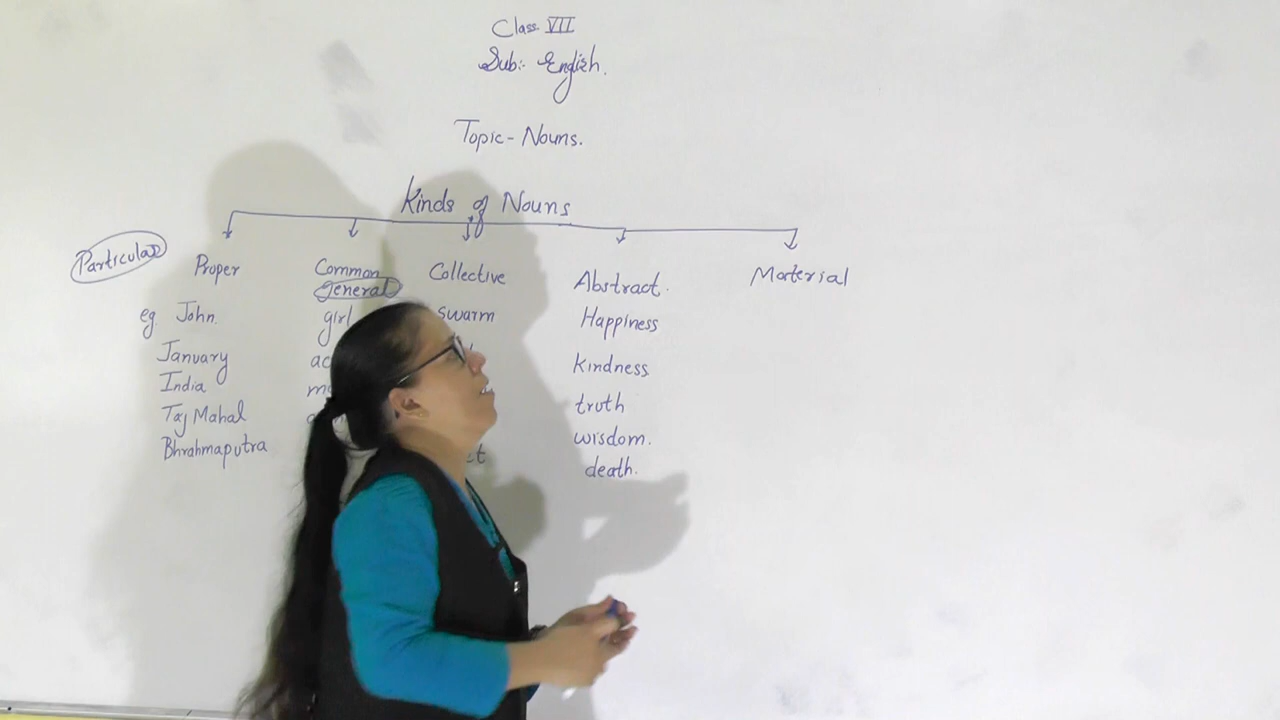 Class VII
Sub:- English.
Topic- Nouns.
Kinds of Nouns
Particular Proper Common Collective Abstract. Material
general
eg. John. girl swarm Happiness
January kindness
India truth
Taj Mahal wisdom.
Bhrahmaputra death.